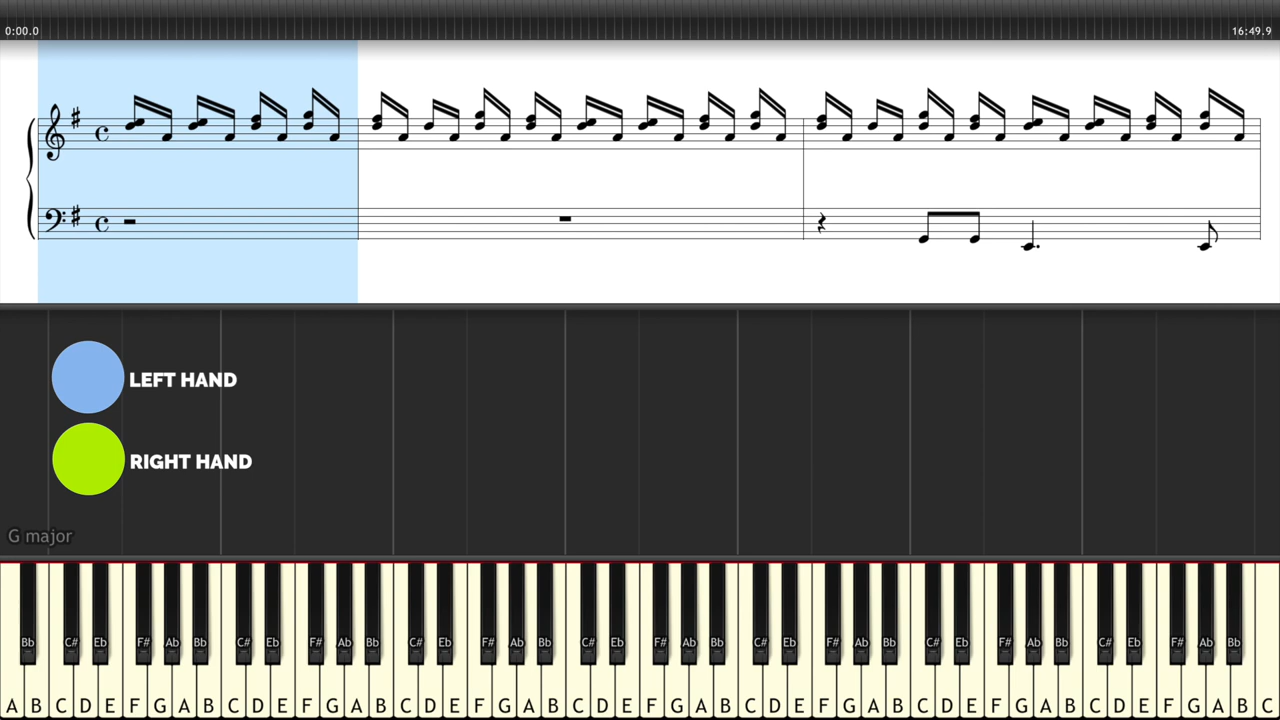 0:00.0 16:49.9
LEFT HAND
RIGHT HAND
G major
Bb C# Eb F# Ab Bb C# Eb F# Ab Bb C# Eb F# Ab Bb C# Eb F# Ab Bb C# Eb F# Ab Bb C# Eb F# Ab Bb C# Eb F# Ab Bb
A B C D E F G A B C D E F G A B C D E F G A B C D E F G A B C D E F G A B C D E F G A B C D E F G A B C